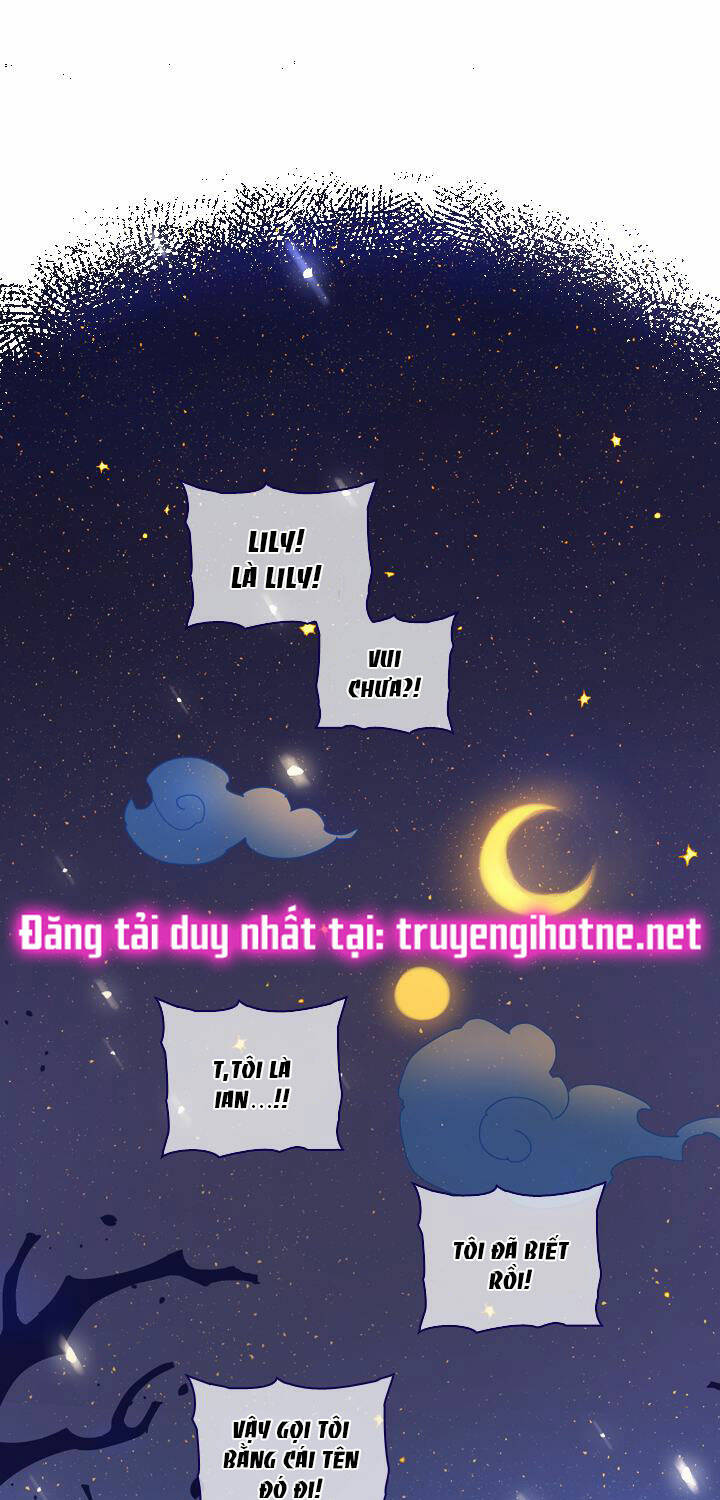 LILY!
LÀ LILY!
VUI
CHƯA?!
Đăng tải duy nhất tại: truyengihotne.net
T,TÔI LÀ
IAN...!!
TÔI ĐÃ BIẾT
RỒI!
VẬY GỌI TÔI
BẰNG CÁI TÊN
ĐÓ ĐI!